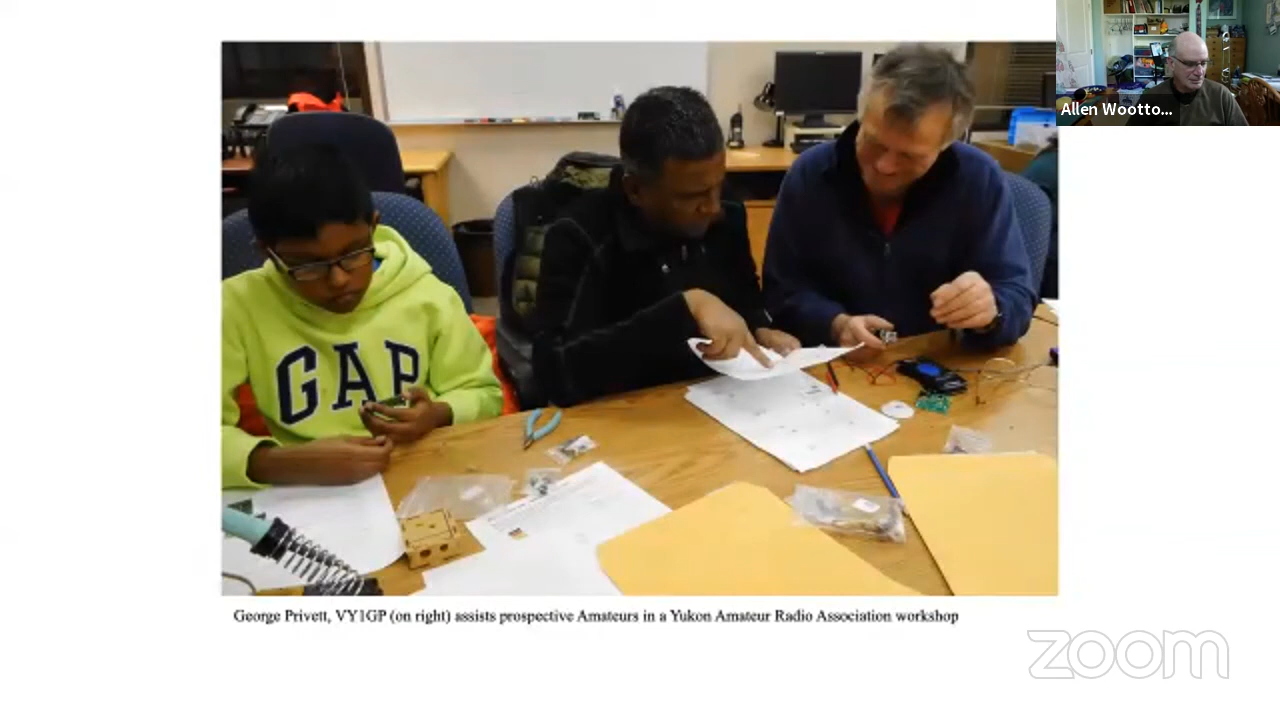 Allen Wootto...
GAP
George Privett, VY1GP (on right) assists prospective Amateurs in a Yukon Amateur Radio Association workshop
zoom